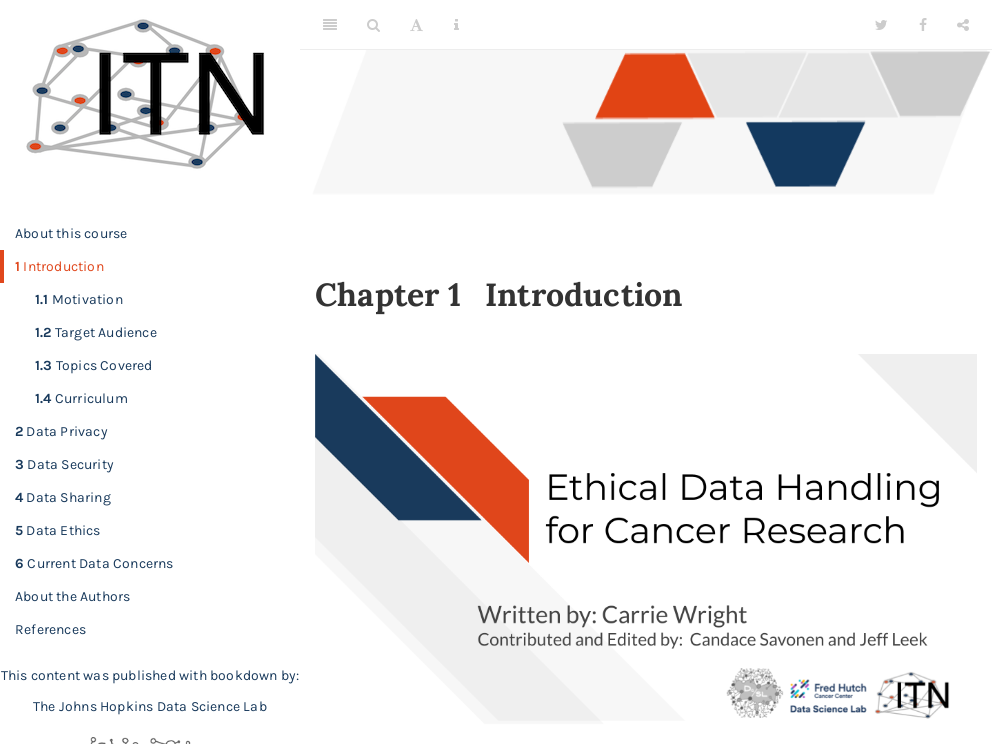 ITN
About this course
1 Introduction
1.1 Motivation
1.2 Target Audience
1.3 Topics Covered
1.4 Curriculum
2 Data Privacy
3 Data Security
4 Data Sharing
5 Data Ethics
6 Current Data Concerns
About the Authors
References
This content was published with bookdown by:
The Johns Hopkins Data Science Lab
Chapter 1 Introduction
Ethical Data Handling
for Cancer Research
Written by: Carrie Wright
Contributed and Edited by: Candace Savonen and Jeff Leek
Fred Hutch
Cancer Center
Data Science Lab
ITN